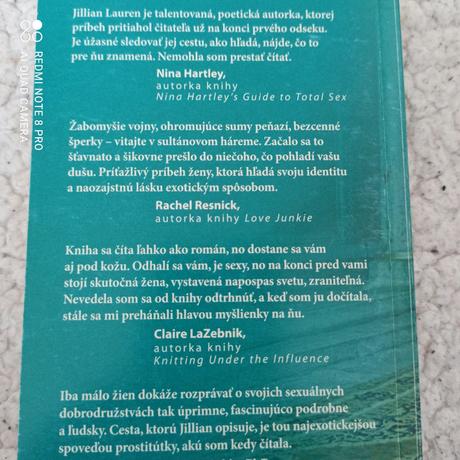 Jillian Lauren je talentovaná, poetická autorka, ktorej
príbeh pritiahol čitateľa už na konci prvého odseku.
Je úžasné sledovať jej cestu, ako hľadá, nájde, čo to
pre ňu znamená. Nemohla som prestať čítať.
Nina Hartley,
autorka knihy
Nina Hartley's Guide to Total Sex
Žabomyšie vojny, ohromujúce sumy peňazí, bezcenné
šperky – vitajte v sultánovom háreme. Začalo sa to
šťavnato a šikovne prešlo do niečoho, čo pohladí vašu
dušu. Príťažlivý príbeh ženy, ktorá hľadá svoju identitu
a naozajstnú lásku exotickým spôsobom.
Rachel Resnick,
autorka knihy Love Junkie
Kniha sa číta ľahko ako román, no dostane sa vám
aj pod kožu. Odhalí sa vám, je sexy, no na konci pred vami
stojí skutočná žena, vystavená napospas svetu, zraniteľná.
Nevedela som sa od knihy odtrhnúť, a keď som ju dočítala,
stále sa mi preháňali hlavou myšlienky na ňu.
Claire LaZebnik,
autorka knihy
Knitting Under the Influence
Iba málo žien dokáže rozprávať o svojich sexuálnych
dobrodružstvách tak úprimne, fascinujúco podrobne
a ľudsky. Cesta, ktorú Jillian opisuje, je tou najexotickejšou
spoveďou prostitútky, akú som kedy čítala.
REDMI NOTE 8 PRO
AI QUAD CAMERA